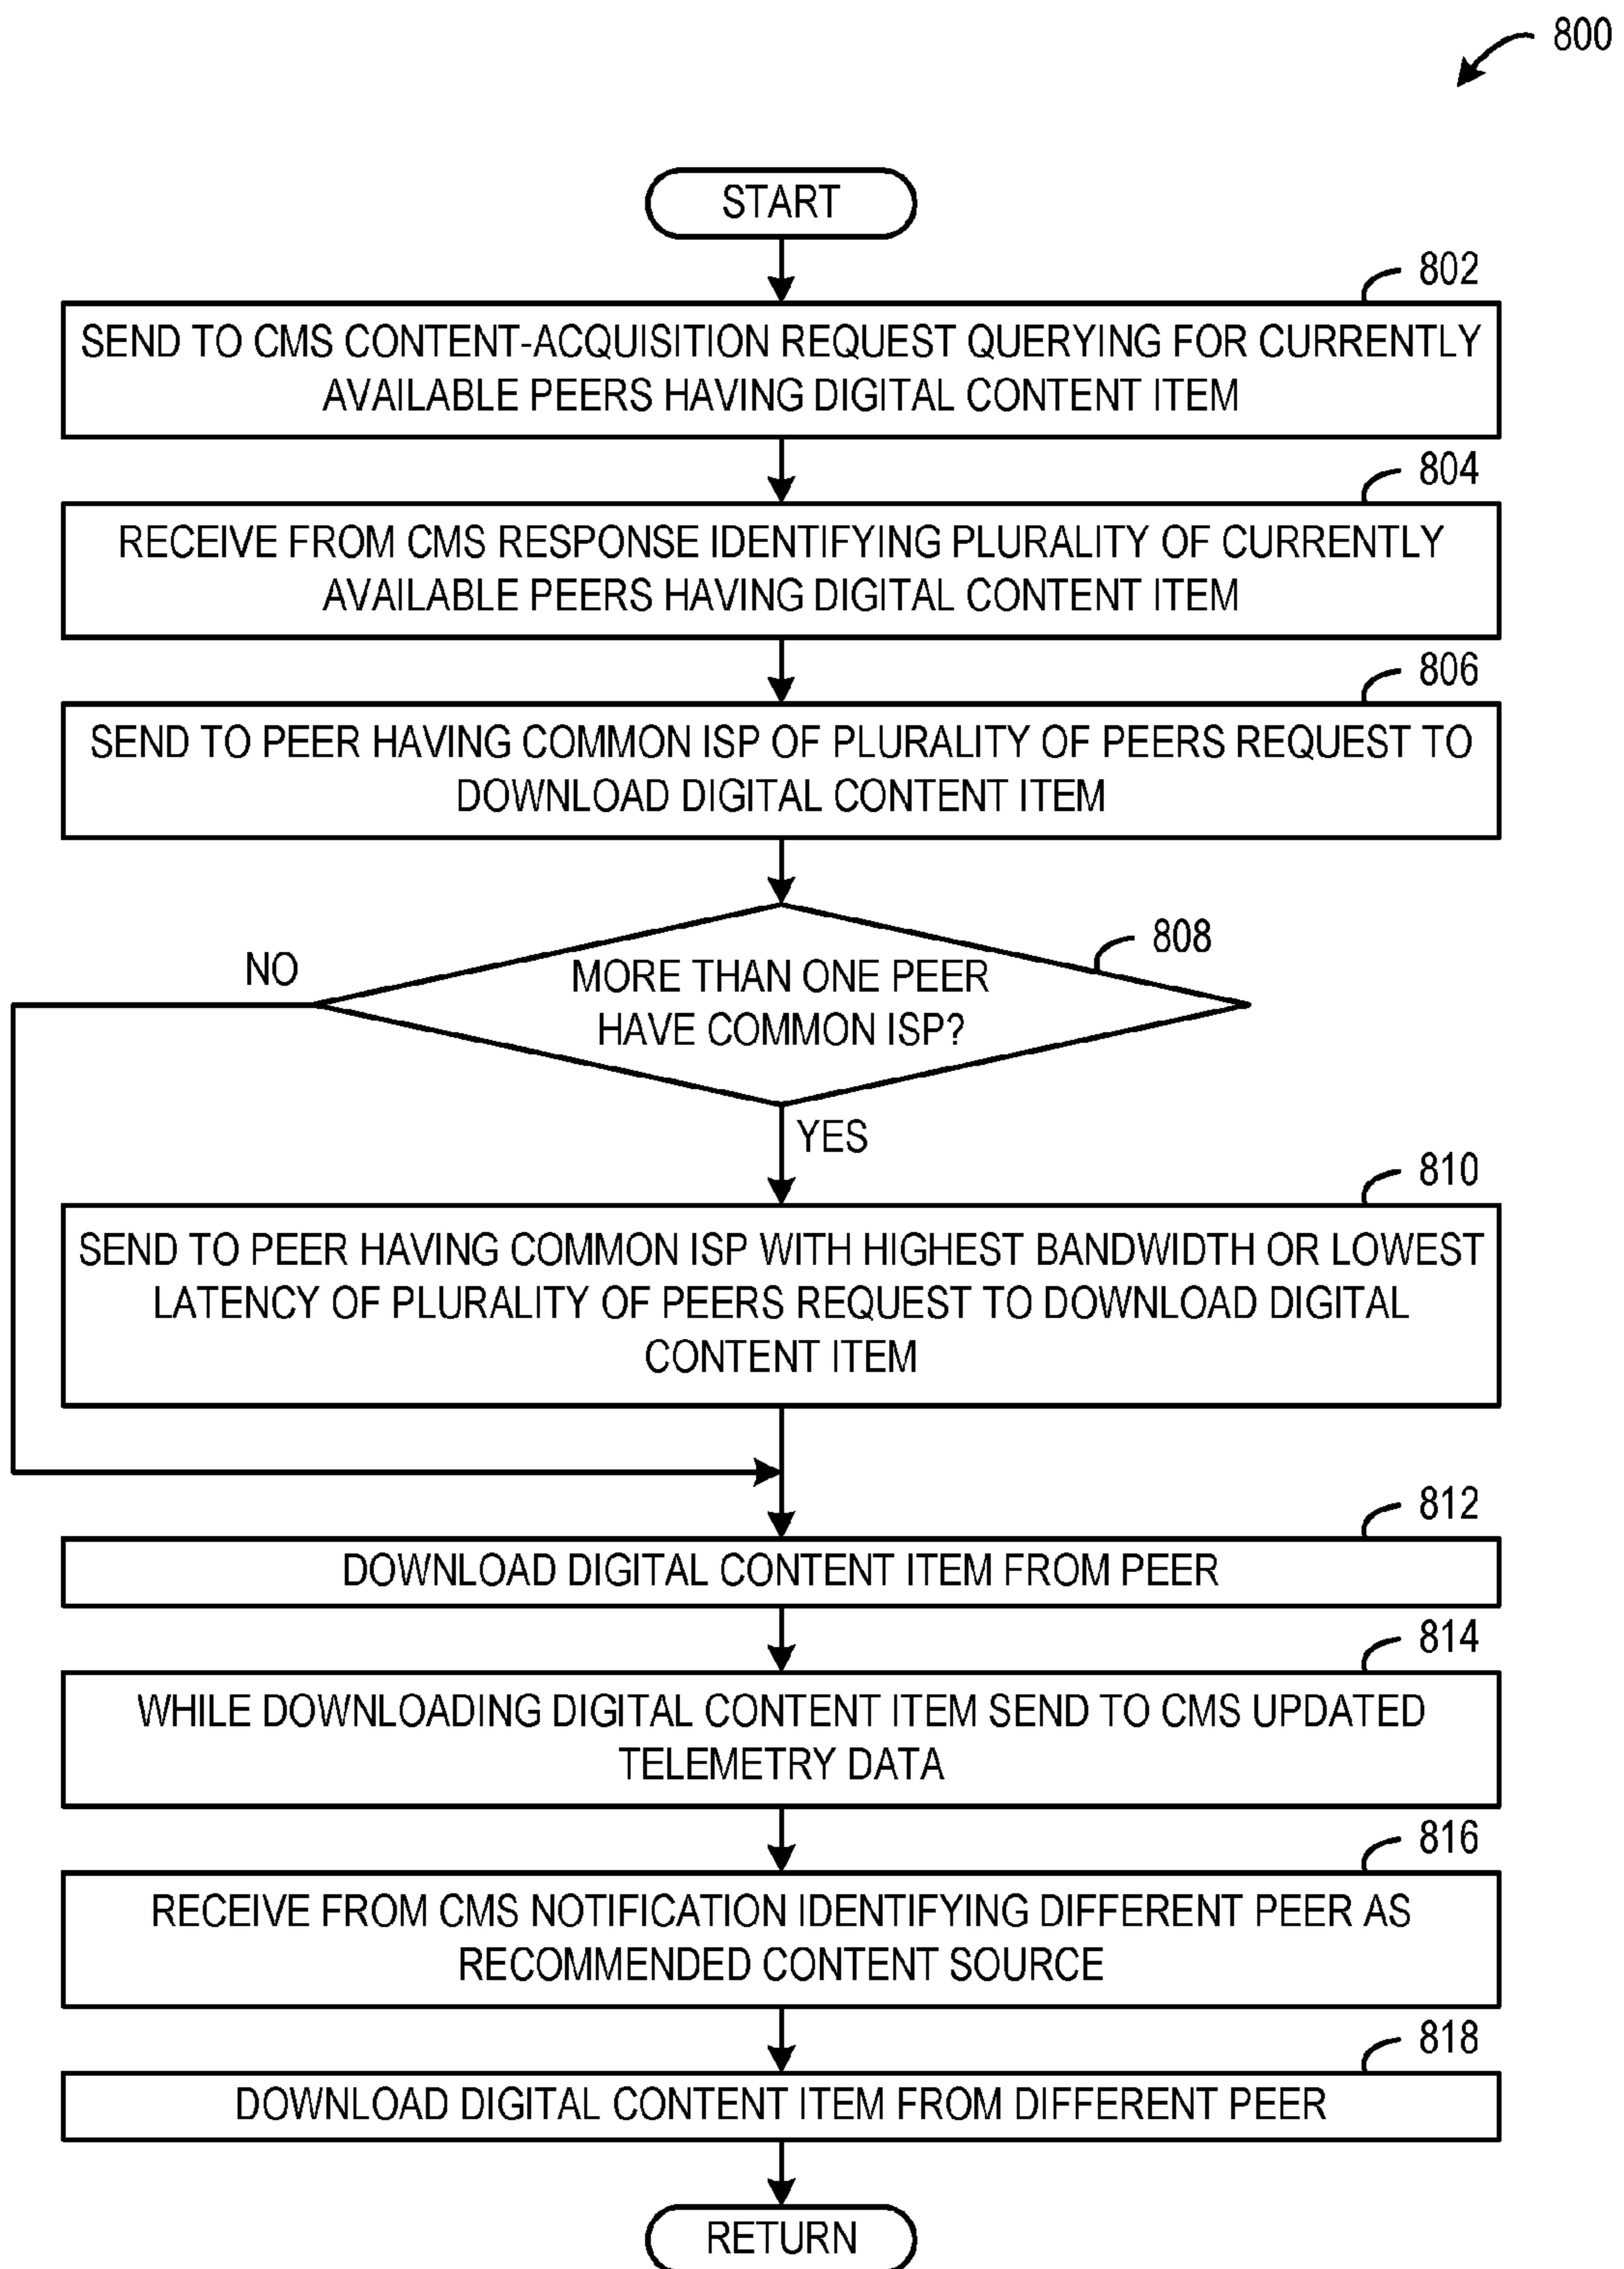 800
START
802
SEND TO CMS CONTENT-ACQUISITION REQUEST QUERYING FOR CURRENTLY
AVAILABLE PEERS HAVING DIGITAL CONTENT ITEM
804
RECEIVE FROM CMS RESPONSE IDENTIFYING PLURALITY OF CURRENTLY
AVAILABLE PEERS HAVING DIGITAL CONTENT ITEM
806
SEND TO PEER HAVING COMMON ISP OF PLURALITY OF PEERS REQUEST TO
DOWNLOAD DIGITAL CONTENT ITEM
808
NO
MORE THAN ONE PEER
HAVE COMMON ISP?
YES
810
SEND TO PEER HAVING COMMON ISP WITH HIGHEST BANDWIDTH OR LOWEST
LATENCY OF PLURALITY OF PEERS REQUEST TO DOWNLOAD DIGITAL
CONTENT ITEM
812
DOWNLOAD DIGITAL CONTENT ITEM FROM PEER
814
WHILE DOWNLOADING DIGITAL CONTENT ITEM SEND TO CMS UPDATED
TELEMETRY DATA
816
RECEIVE FROM CMS NOTIFICATION IDENTIFYING DIFFERENT PEER AS
RECOMMENDED CONTENT SOURCE
818
DOWNLOAD DIGITAL CONTENT ITEM FROM DIFFERENT PEER
RETURN